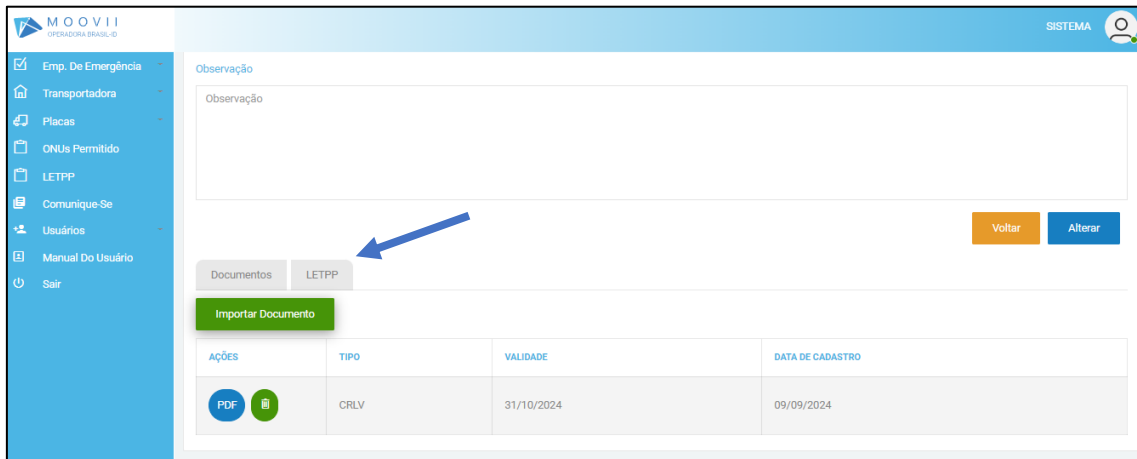 MOOVII
OPERADORA BRASIL-ID
SISTEMA
Emp. De Emergência
Transportadora
Placas
ONUs Permitido
LETPP
Comunique-Se
Usuários
Manual Do Usuário
Sair
Observação
Observação
Voltar Alterar
Documentos LETPP
Importar Documento
AÇÕES TIPO VALIDADE DATA DE CADASTRO
PDF CRLV 31/10/2024 09/09/2024